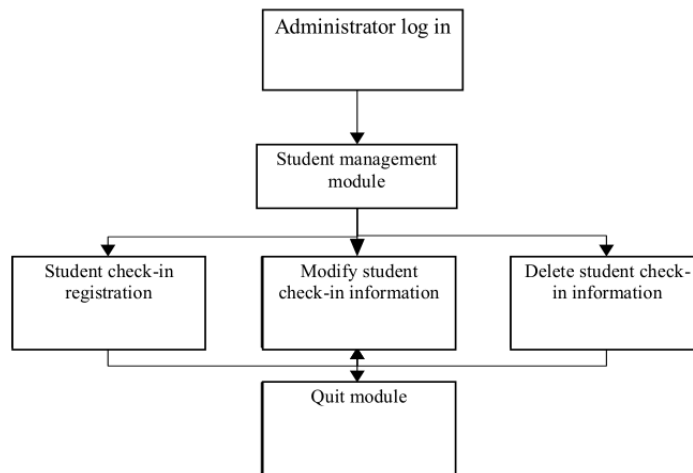 Administrator log in
Student management
module
Student check-in
registration
Modify student
check-in information
Delete student check-
in information
Quit module